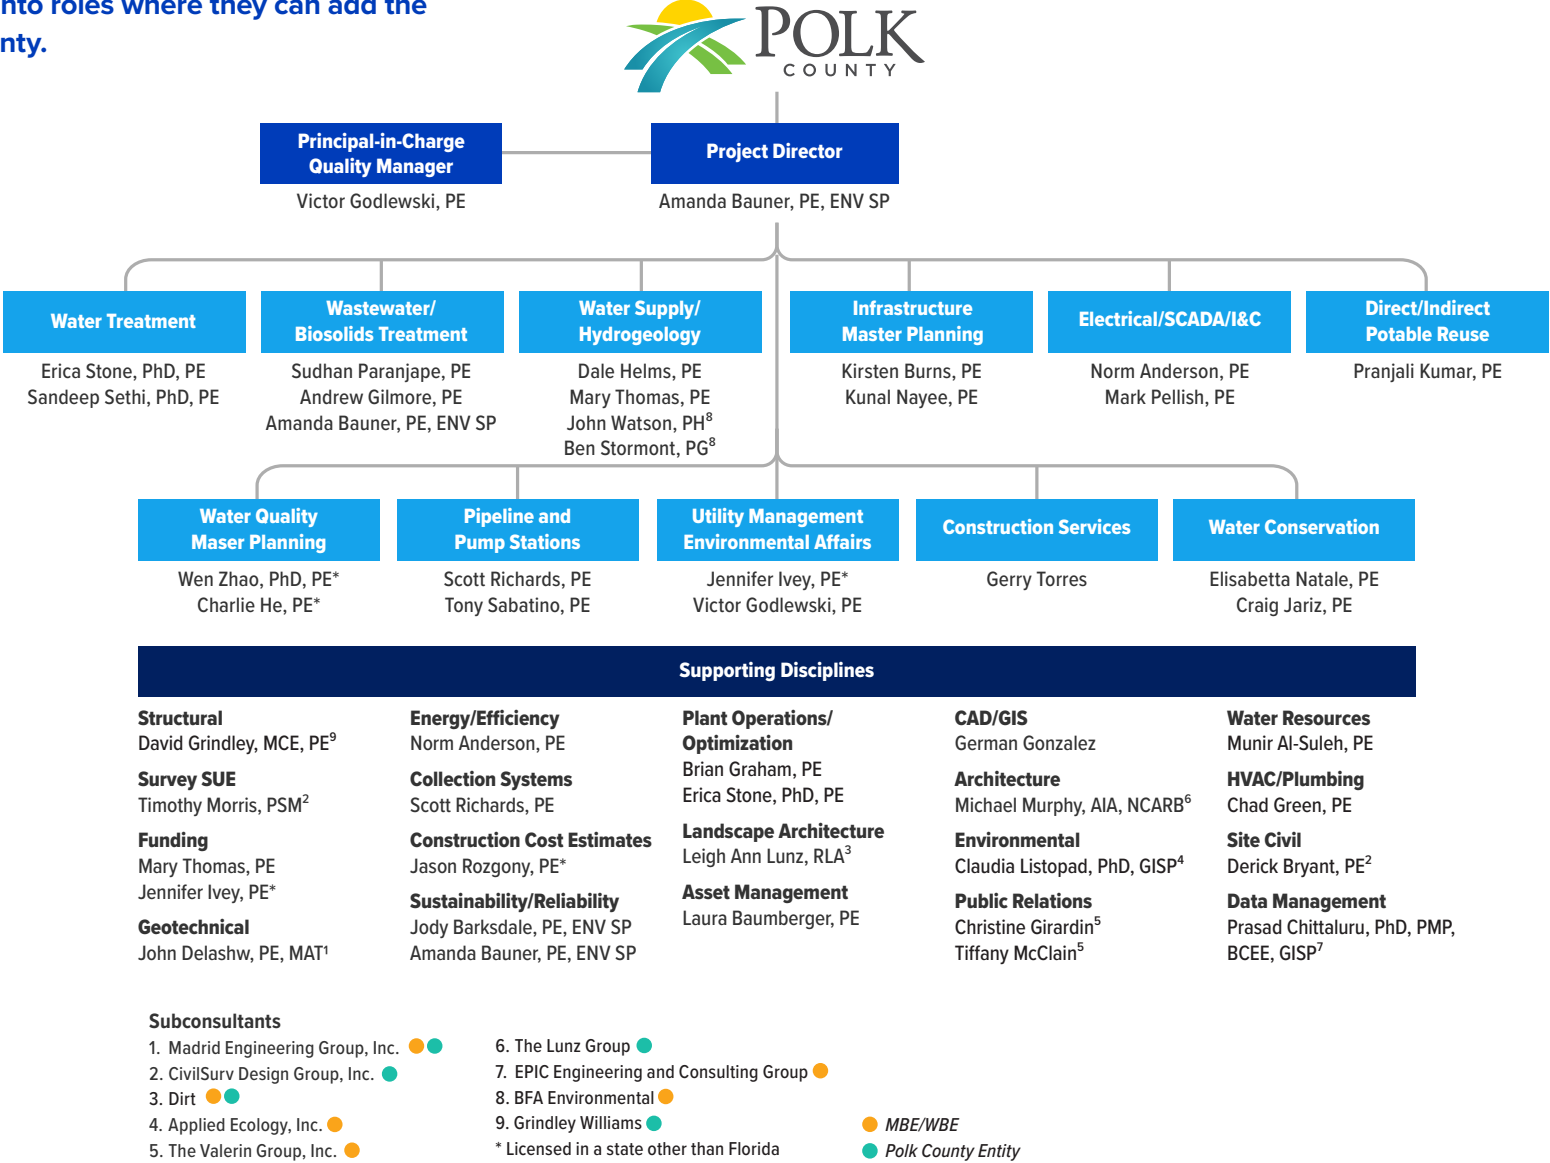 nto roles where they can add the
nty.
POLK
COUNTY
Principal-in-Charge
Quality Manager
Victor Godlewski, PE
Project Director
Amanda Bauner, PE, ENV SP
Water Treatment
Erica Stone, PhD, PE
Sandeep Sethi, PhD, PE
Wastewater/
Biosolids Treatment
Sudhan Paranjape, PE
Andrew Gilmore, PE
Amanda Bauner, PE, ENV SP
Water Supply/
Hydrogeology
Dale Helms, PE
Mary Thomas, PE
John Watson, PH⁸
Ben Stormont, PG⁸
Infrastructure
Master Planning
Kirsten Burns, PE
Kunal Nayee, PE
Electrical/SCADA/I&C
Norm Anderson, PE
Mark Pellish, PE
Direct/Indirect
Potable Reuse
Pranjali Kumar, PE
Water Quality
Maser Planning
Wen Zhao, PhD, PE*
Charlie He, PE*
Pipeline and
Pump Stations
Scott Richards, PE
Tony Sabatino, PE
Utility Management
Environmental Affairs
Jennifer Ivey, PE*
Victor Godlewski, PE
Construction Services
Gerry Torres
Water Conservation
Elisabetta Natale, PE
Craig Jariz, PE
Supporting Disciplines
Structural
David Grindley, MCE, PE⁹
Survey SUE
Timothy Morris, PSM²
Funding
Mary Thomas, PE
Jennifer Ivey, PE*
Geotechnical
John Delashw, PE, MAT¹
Energy/Efficiency
Norm Anderson, PE
Collection Systems
Scott Richards, PE
Construction Cost Estimates
Jason Rozgony, PE*
Sustainability/Reliability
Jody Barksdale, PE, ENV SP
Amanda Bauner, PE, ENV SP
Plant Operations/
Optimization
Brian Graham, PE
Erica Stone, PhD, PE
Landscape Architecture
Leigh Ann Lunz, RLA³
Asset Management
Laura Baumberger, PE
CAD/GIS
German Gonzalez
Architecture
Michael Murphy, AIA, NCARB⁶
Environmental
Claudia Listopad, PhD, GISP⁴
Public Relations
Christine Girardin⁵
Tiffany McClain⁵
Water Resources
Munir Al-Suleh, PE
HVAC/Plumbing
Chad Green, PE
Site Civil
Derick Bryant, PE²
Data Management
Prasad Chittaluru, PhD, PMP,
BCEE, GISP⁷
Subconsultants
1. Madrid Engineering Group, Inc.
2. CivilSurv Design Group, Inc.
3. Dirt
4. Applied Ecology, Inc.
5. The Valerin Group, Inc.
6. The Lunz Group
7. EPIC Engineering and Consulting Group
8. BFA Environmental
9. Grindley Williams
* Licensed in a state other than Florida
MBE/WBE
Polk County Entity